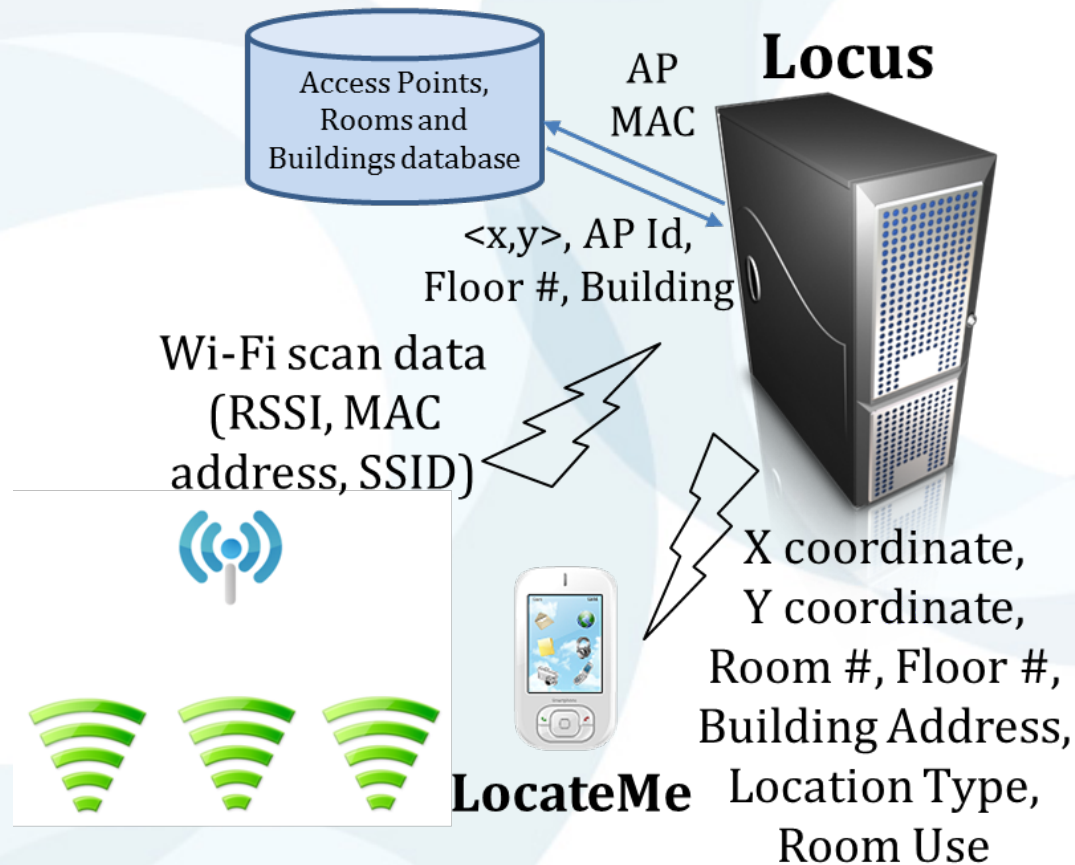 Locus
Access Points,
Rooms and
Buildings database
AP
MAC
<x,y>, AP Id,
Floor #, Building
Wi-Fi scan data
(RSSI, MAC
address, SSID)
X coordinate,
Y coordinate,
Room #, Floor #,
Building Address,
Location Type,
Room Use
LocateMe